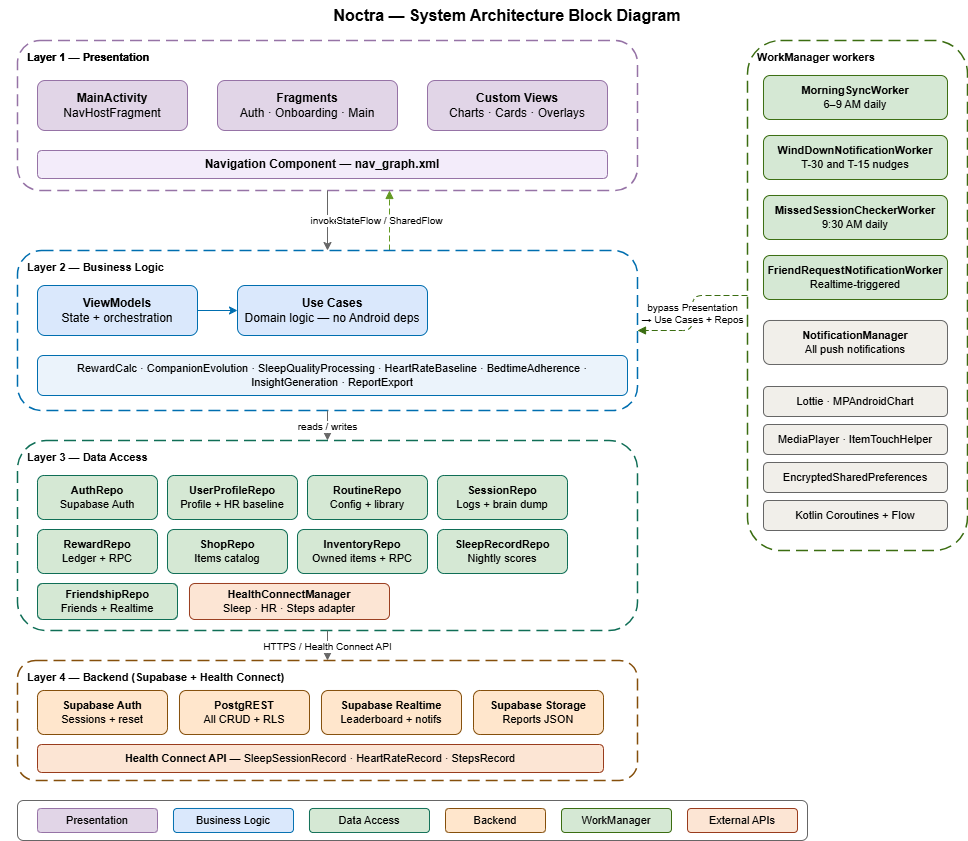 Noctra — System Architecture Block Diagram
Layer 1 — Presentation
MainActivity
NavHostFragment
Fragments
Auth · Onboarding · Main
Custom Views
Charts · Cards · Overlays
Navigation Component — nav_graph.xml
StateFlow / SharedFlow
Layer 2 — Business Logic
ViewModels
State + orchestration
Use Cases
Domain logic — no Android deps
RewardCalc · CompanionEvolution · SleepQualityProcessing · HeartRateBaseline · BedtimeAdherence ·
InsightGeneration · ReportExport
reads / writes
Layer 3 — Data Access
AuthRepo
Supabase Auth
UserProfileRepo
Profile + HR baseline
RoutineRepo
Config + library
SessionRepo
Logs + brain dump
RewardRepo
Ledger + RPC
ShopRepo
Items catalog
InventoryRepo
Owned items + RPC
SleepRecordRepo
Nightly scores
FriendshipRepo
Friends + Realtime
HealthConnectManager
Sleep · HR · Steps adapter
HTTPS / Health Connect API
Layer 4 — Backend (Supabase + Health Connect)
Supabase Auth
Sessions + reset
PostgREST
All CRUD + RLS
Supabase Realtime
Leaderboard + notifs
Supabase Storage
Reports JSON
Health Connect API — SleepSessionRecord · HeartRateRecord · StepsRecord
WorkManager workers
MorningSyncWorker
6–9 AM daily
WindDownNotificationWorker
T-30 and T-15 nudges
MissedSessionCheckerWorker
9:30 AM daily
FriendRequestNotificationWorker
Realtime-triggered
bypass Presentation
→ Use Cases + Repos
NotificationManager
All push notifications
Lottie · MPAndroidChart
MediaPlayer · ItemTouchHelper
EncryptedSharedPreferences
Kotlin Coroutines + Flow
Presentation
Business Logic
Data Access
Backend
WorkManager
External APIs